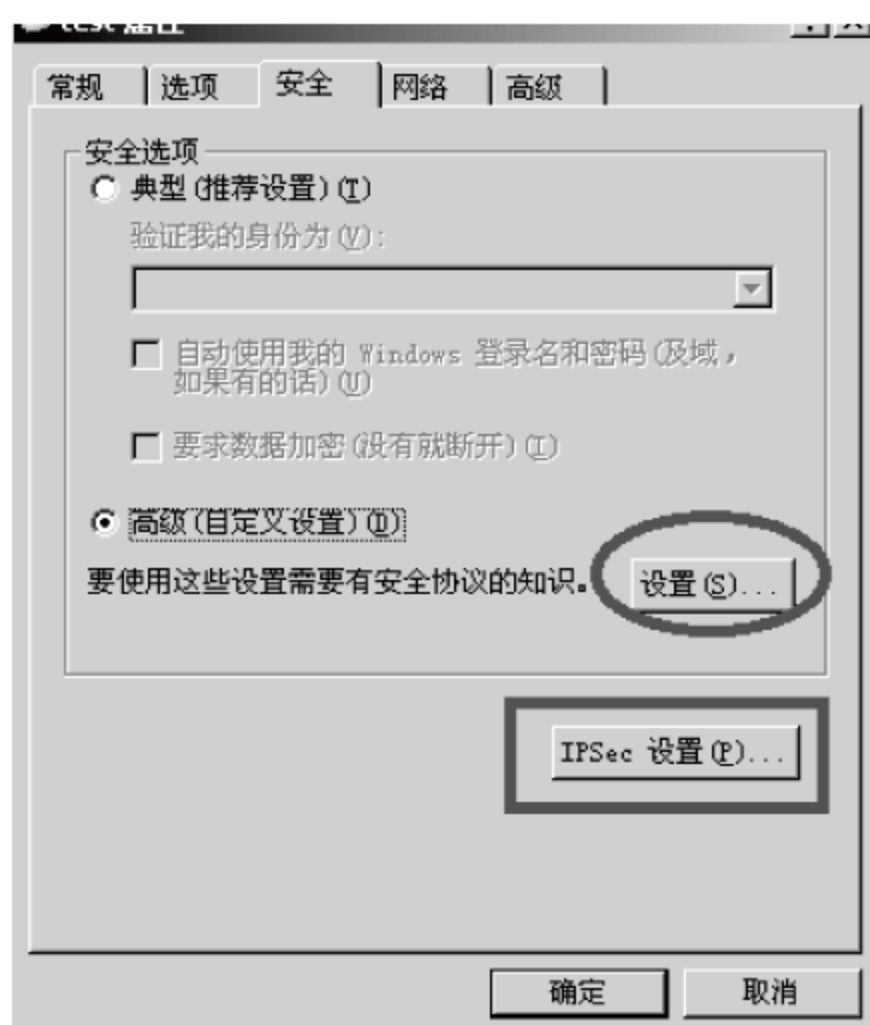 test 属性
常规 选项 安全 网络 高级
安全选项
典型(推荐设置)(T)
验证我的身份为(V):
自动使用我的 Windows 登录名和密码(及域,
如果有的话)(U)
要求数据加密(没有就断开)(I)
高级(自定义设置)(D)
要使用这些设置需要有安全协议的知识。 设置(S)...
IPSec 设置(P)...
确定 取消